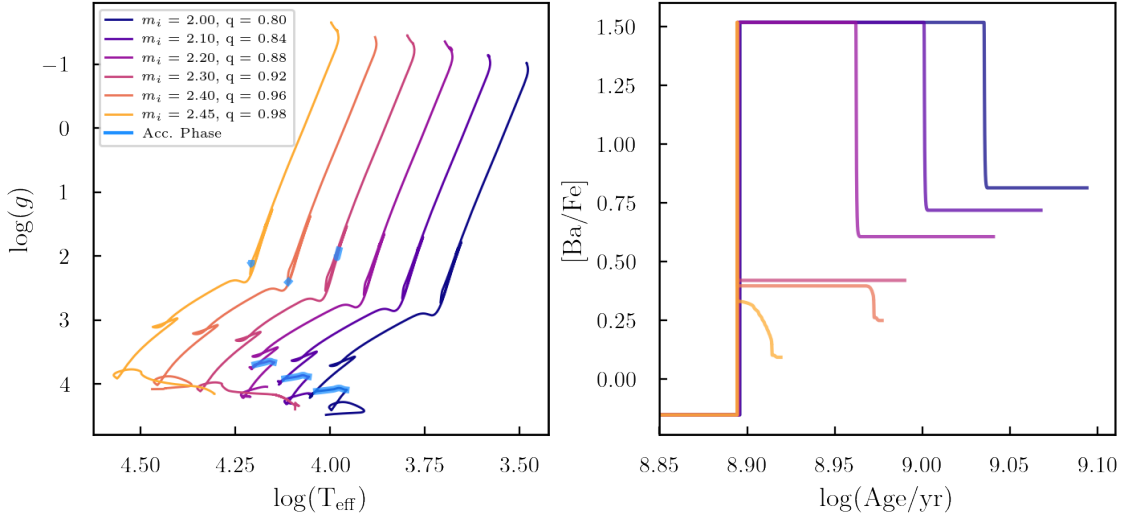 m_i = 2.00, q = 0.80
m_i = 2.10, q = 0.84
m_i = 2.20, q = 0.88
m_i = 2.30, q = 0.92
m_i = 2.40, q = 0.96
m_i = 2.45, q = 0.98
Acc. Phase
−1
0
1
2
3
4
log(g)
4.50 4.25 4.00 3.75 3.50
log(T_eff)
1.50
1.25
1.00
0.75
0.50
0.25
0.00
[Ba/Fe]
8.85 8.90 8.95 9.00 9.05 9.10
log(Age/yr)